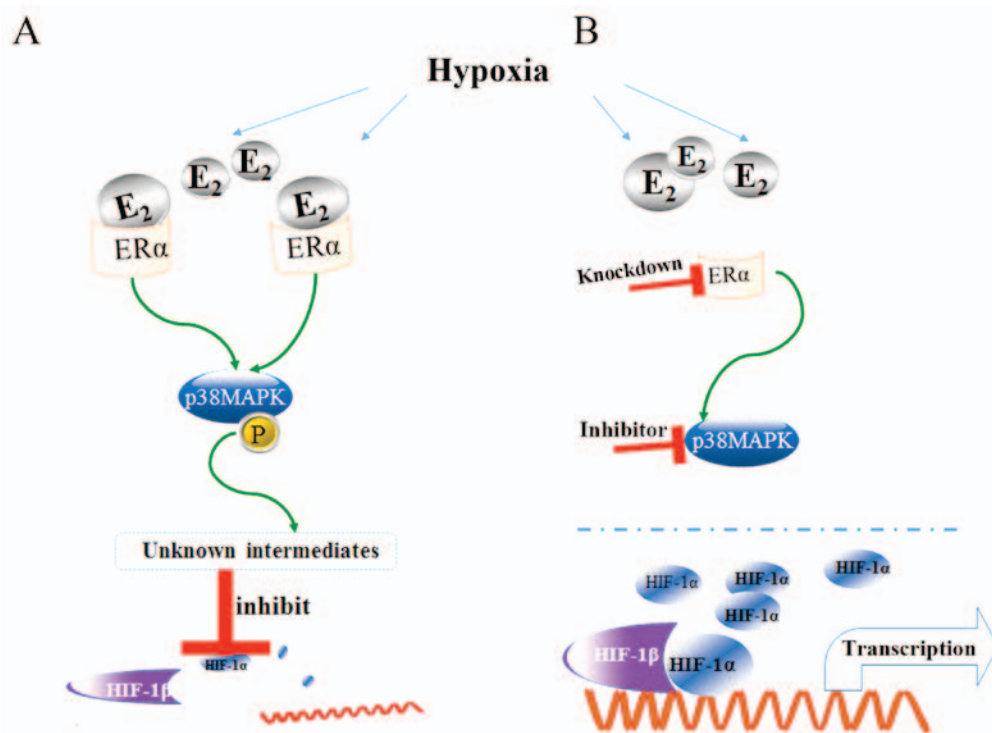 A
B
Hypoxia
E₂
E₂
E₂
E₂
ERα
ERα
p38MAPK
P
Unknown intermediates
inhibit
HIF-1α
HIF-1β
E₂
E₂
E₂
Knockdown
ERα
Inhibitor
p38MAPK
HIF-1α
HIF-1α
HIF-1α
HIF-1α
HIF-1β
HIF-1α
Transcription